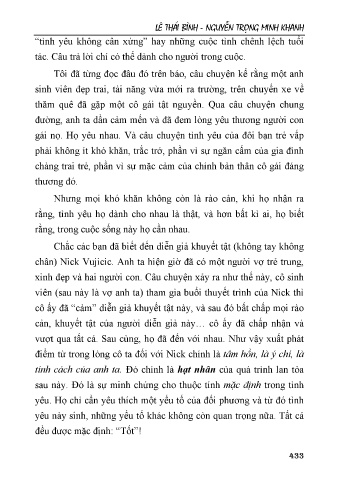 LÊ THÁI BÌNH - NGUYỄN TRỌNG MINH KHANH
“tình yêu không cân xứng” hay những cuộc tình chênh lệch tuổi
tác. Câu trả lời chỉ có thể dành cho người trong cuộc.
Tôi đã từng đọc đâu đó trên báo, câu chuyện kể rằng một anh
sinh viên đẹp trai, tài năng vừa mới ra trường, trên chuyến xe về
thăm quê đã gặp một cô gái tật nguyền. Qua câu chuyện chung
đường, anh ta dần cảm mến và đã đem lòng yêu thương người con
gái nọ. Họ yêu nhau. Và câu chuyện tình yêu của đôi bạn trẻ vấp
phải không ít khó khăn, trắc trở, phần vì sự ngăn cấm của gia đình
chàng trai trẻ, phần vì sự mặc cảm của chính bản thân cô gái đáng
thương đó.
Nhưng mọi khó khăn không còn là rào cản, khi họ nhận ra
rằng, tình yêu họ dành cho nhau là thật, và hơn bất kì ai, họ biết
rằng, trong cuộc sống này họ cần nhau.
Chắc các bạn đã biết đến diễn giả khuyết tật (không tay không
chân) Nick Vujicic. Anh ta hiện giờ đã có một người vợ trẻ trung,
xinh đẹp và hai người con. Câu chuyện xảy ra như thế này, cô sinh
viên (sau này là vợ anh ta) tham gia buổi thuyết trình của Nick thì
cô ấy đã “cảm” diễn giả khuyết tật này, và sau đó bất chấp mọi rào
cản, khuyết tật của người diễn giả này… cô ấy đã chấp nhận và
vượt qua tất cả. Sau cùng, họ đã đến với nhau. Như vậy xuất phát
điểm từ trong lòng cô ta đối với Nick chính là tâm hồn, là ý chí, là
tính cách của anh ta. Đó chính là hạt nhân của quá trình lan tỏa
sau này. Đó là sự minh chứng cho thuộc tính mặc định trong tình
yêu. Họ chỉ cần yêu thích một yếu tố của đối phương và từ đó tình
yêu nảy sinh, những yếu tố khác không còn quan trọng nữa. Tất cả
đều được mặc định: “Tốt”!
433